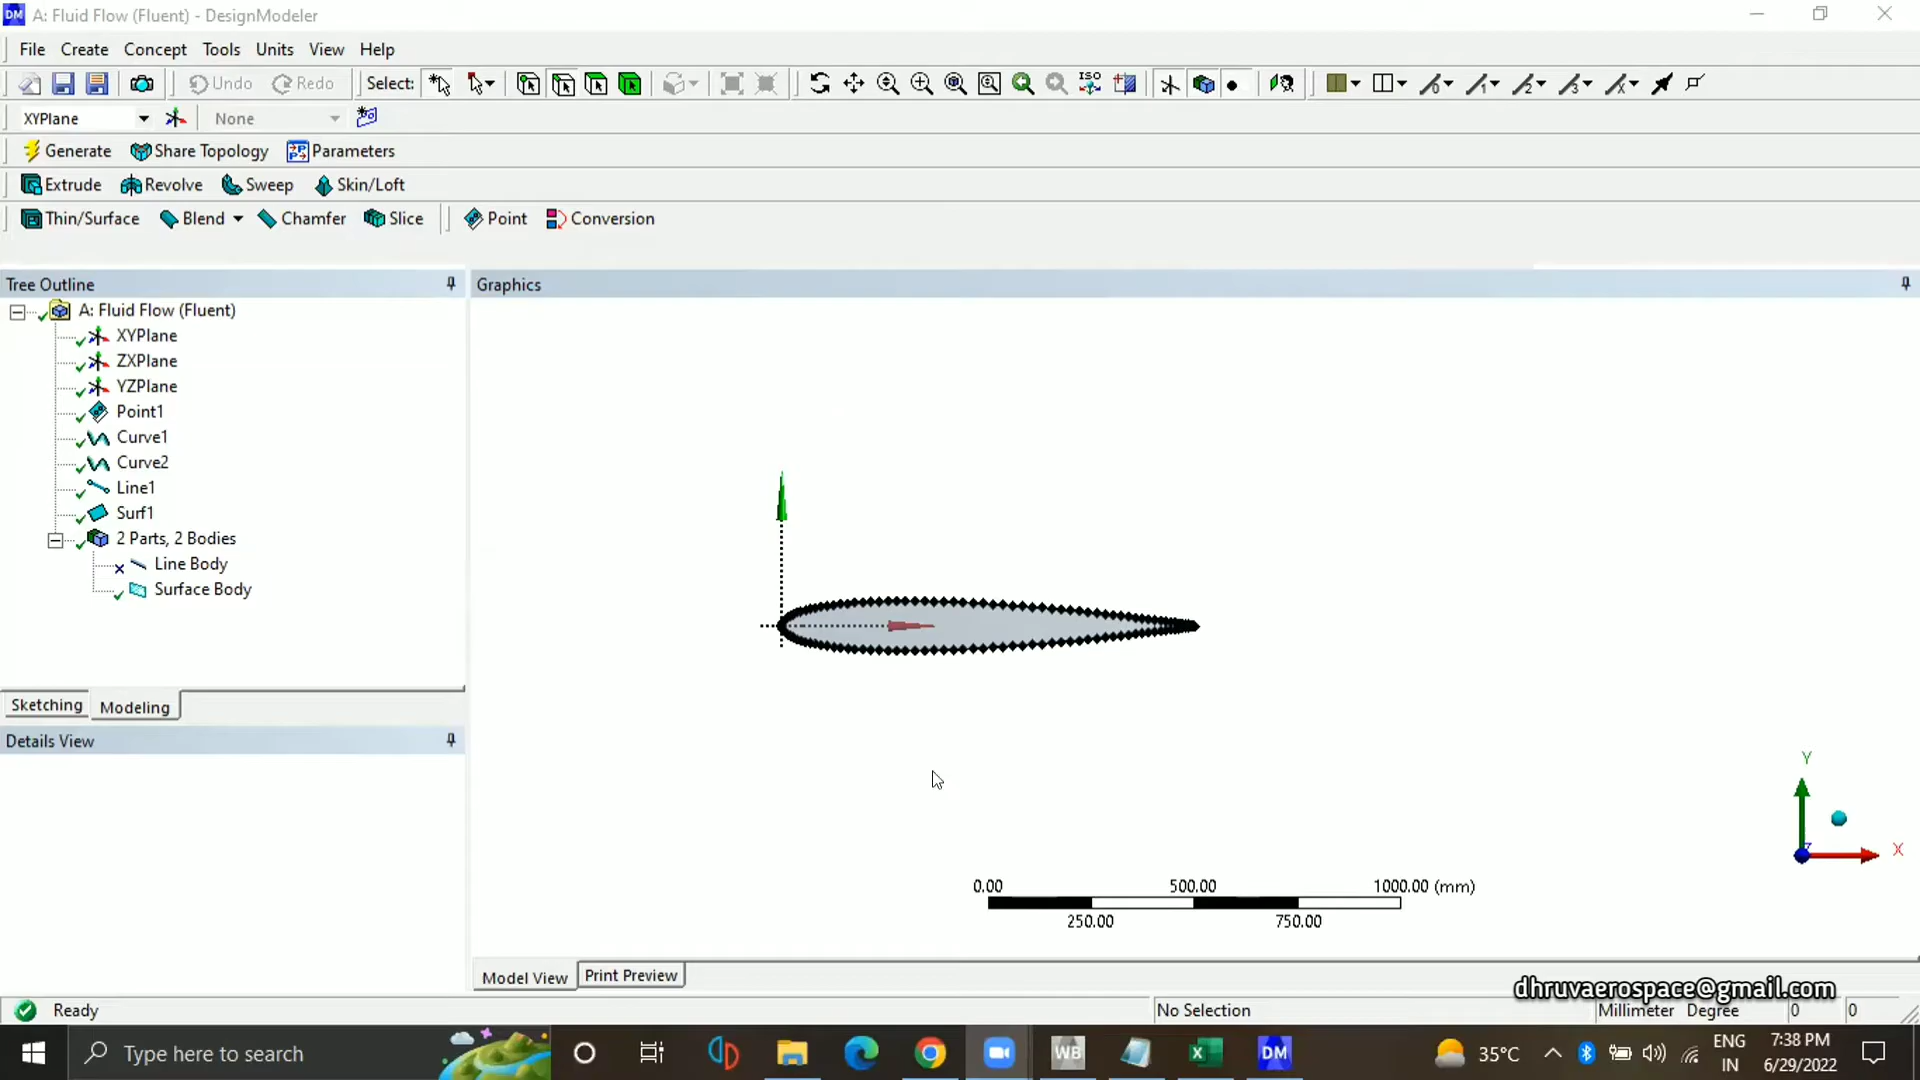 DM A: Fluid Flow (Fluent) - DesignModeler
File Create Concept Tools Units View Help
Undo Redo Select: ISO
XYPlane None
Generate Share Topology Parameters
Extrude Revolve Sweep Skin/Loft
Thin/Surface Blend Chamfer Slice Point Conversion
Tree Outline
Graphics
A: Fluid Flow (Fluent)
XYPlane
ZXPlane
YZPlane
Point1
Curve1
Curve2
Line1
Surf1
2 Parts, 2 Bodies
Line Body
Surface Body
Sketching Modeling
Details View
Y
X
0.00 500.00 1000.00 (mm)
250.00 750.00
Model View Print Preview
dhruvaerospace@gmail.com
Ready No Selection Millimeter Degree 0 0
Type here to search WB X DM 35°C ENG IN 7:38 PM 6/29/2022